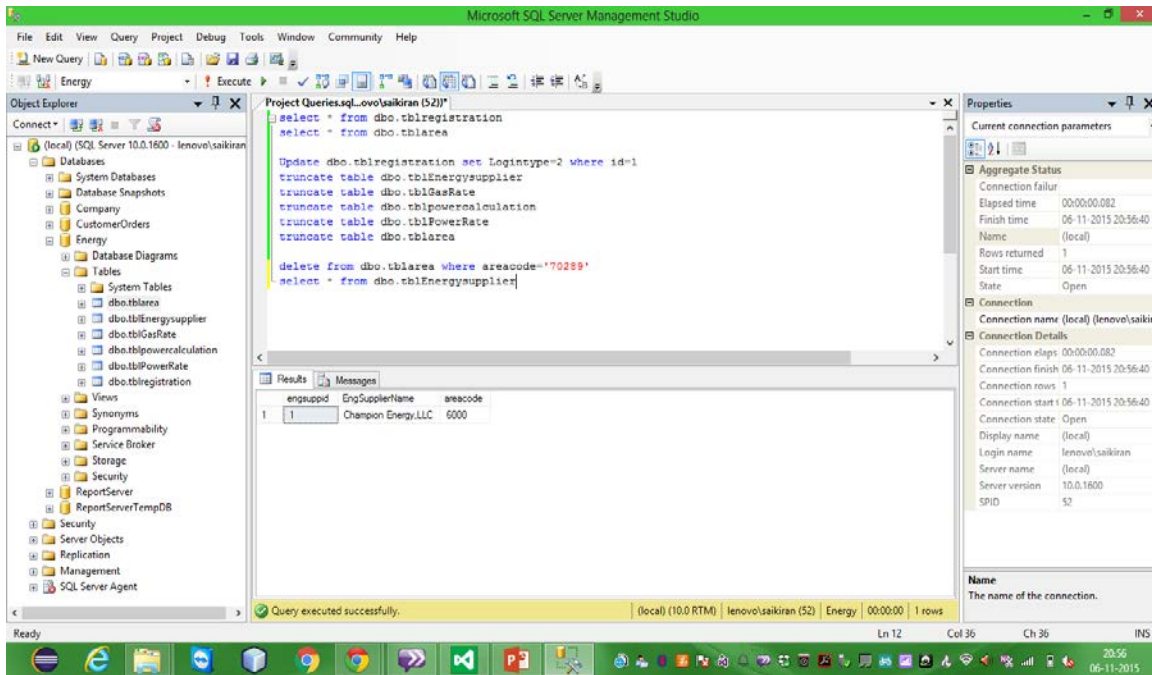 Microsoft SQL Server Management Studio
File Edit View Query Project Debug Tools Window Community Help
New Query
Energy
Execute
Object Explorer
Connect
(local) (SQL Server 10.0.1600 - lenovo\saikiran
Databases
System Databases
Database Snapshots
Company
CustomerOrders
Energy
Database Diagrams
Tables
System Tables
dbo.tblarea
dbo.tblEnergysupplier
dbo.tblGasRate
dbo.tblpowercalculation
dbo.tblPowerRate
dbo.tblregistration
Views
Synonyms
Programmability
Service Broker
Storage
Security
ReportServer
ReportServerTempDB
Security
Server Objects
Replication
Management
SQL Server Agent
Project Queries.sql...ovo\saikiran (52))*
select * from dbo.tblregistration
select * from dbo.tblarea
Update dbo.tblregistration set Logintype=2 where id=1
truncate table dbo.tblEnergysupplier
truncate table dbo.tblGasRate
truncate table dbo.tblpowercalculation
truncate table dbo.tblPowerRate
truncate table dbo.tblarea
delete from dbo.tblarea where areacode='70289'
select * from dbo.tblEnergysupplier
Results Messages
engsuppid EngSupplierName areacode
1 1 Champion Energy,LLC 6000
Query executed successfully.
(local) (10.0 RTM) lenovo\saikiran (52) Energy 00:00:00 1 rows
Properties
Current connection parameters
Aggregate Status
Connection failur
Elapsed time 00:00:00.082
Finish time 06-11-2015 20:56:40
Name (local)
Rows returned 1
Start time 06-11-2015 20:56:40
State Open
Connection
Connection name (local) (lenovo\saikir
Connection Details
Connection elaps 00:00:00.082
Connection finish 06-11-2015 20:56:40
Connection rows 1
Connection start t 06-11-2015 20:56:40
Connection state Open
Display name (local)
Login name lenovo\saikiran
Server name (local)
Server version 10.0.1600
SPID 52
Name
The name of the connection.
Ready
Ln 12 Col 36 Ch 36 INS
20:56
06-11-2015